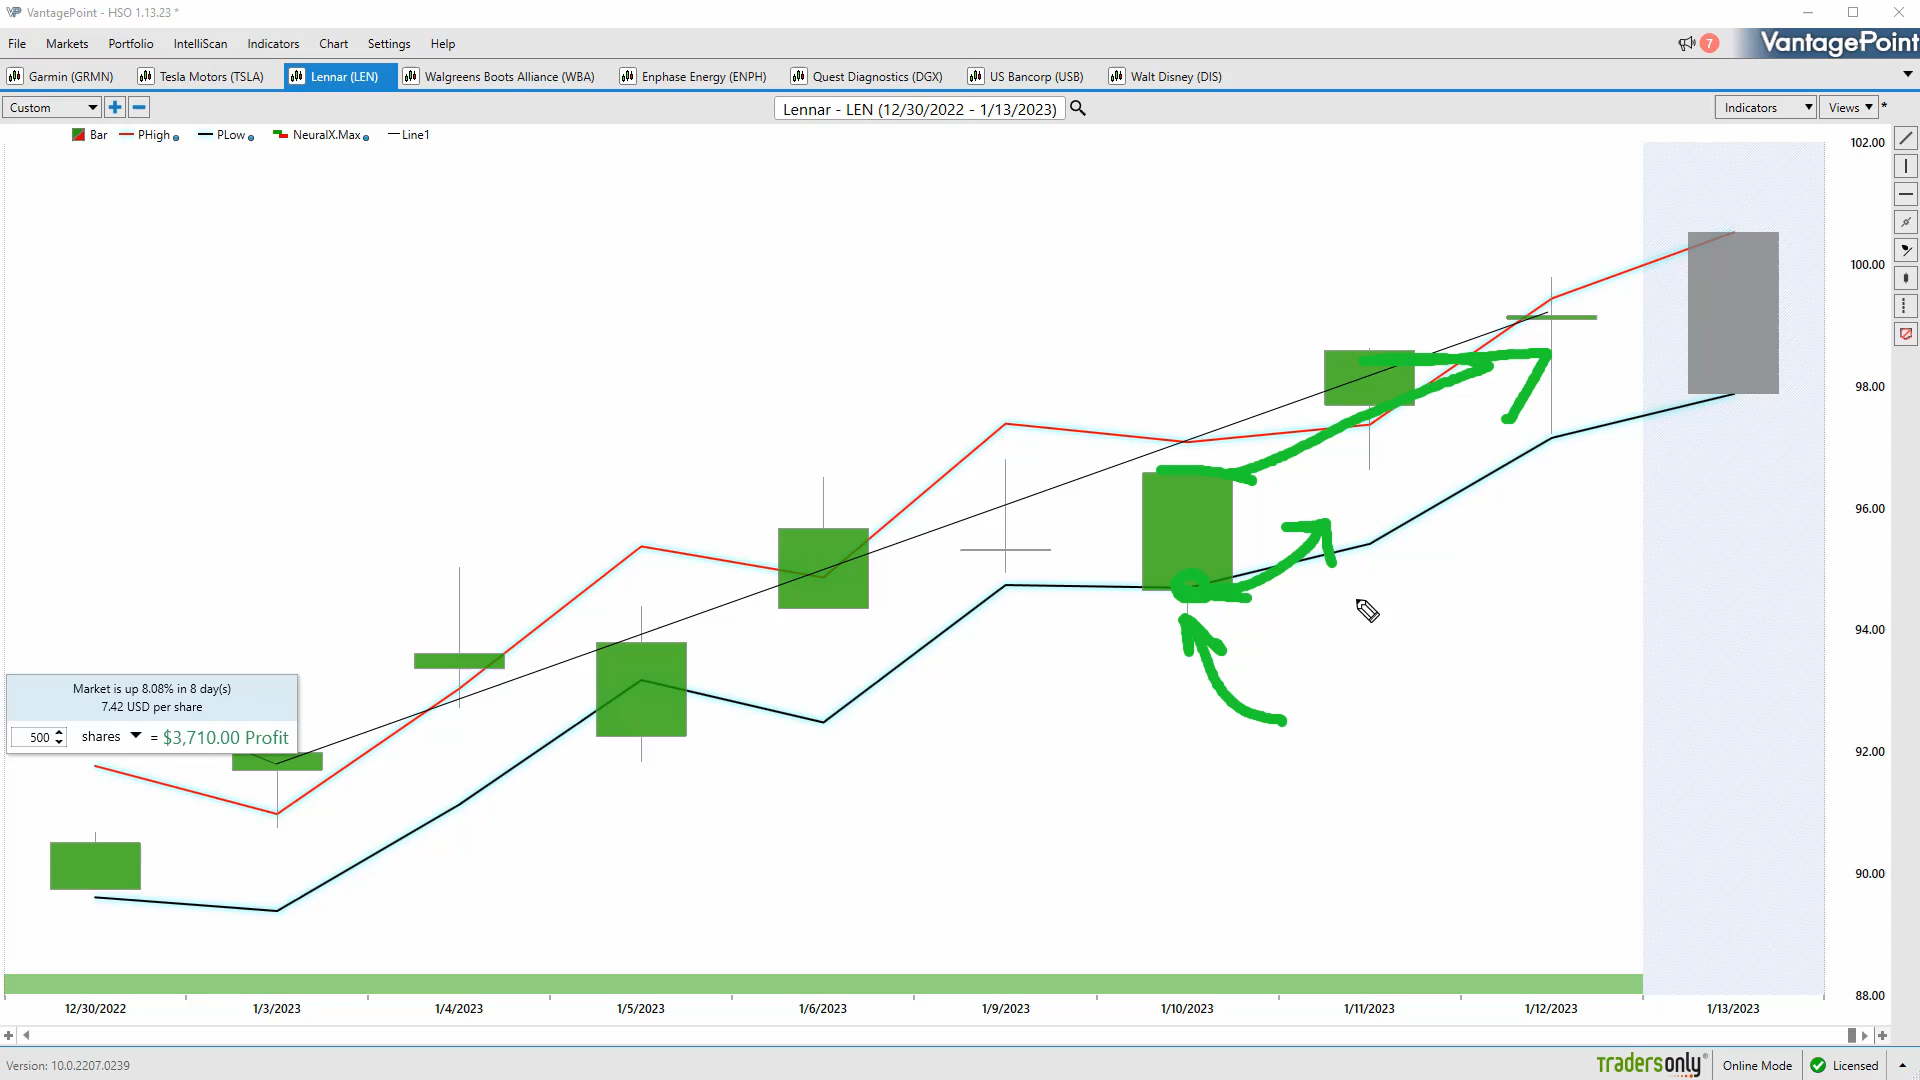 VantagePoint - HSO 1.13.23 *
File Markets Portfolio IntelliScan Indicators Chart Settings Help
7 VantagePoint
Garmin (GRMN) Tesla Motors (TSLA) Lennar (LEN) Walgreens Boots Alliance (WBA) Enphase Energy (ENPH) Quest Diagnostics (DGX) US Bancorp (USB) Walt Disney (DIS)
Custom Lennar - LEN (12/30/2022 - 1/13/2023) Indicators Views *
Bar PHigh PLow NeuralX.Max Line1
102.00
100.00
98.00
96.00
94.00
92.00
90.00
88.00
Market is up 8.08% in 8 day(s)
7.42 USD per share
500 shares = $3,710.00 Profit
12/30/2022 1/3/2023 1/4/2023 1/5/2023 1/6/2023 1/9/2023 1/10/2023 1/11/2023 1/12/2023 1/13/2023
Version: 10.0.2207.0239 tradersonly Online Mode Licensed